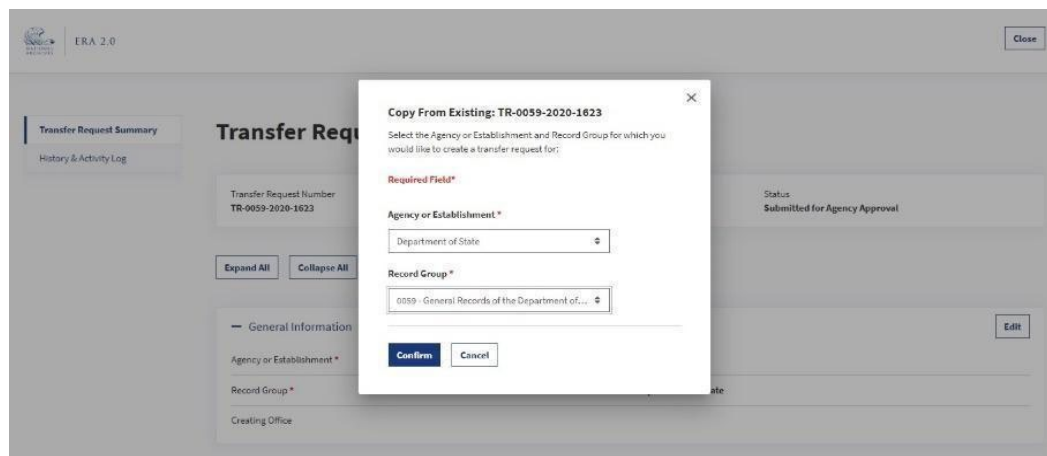 NATIONAL
ARCHIVES
ERA 2.0
Close
Transfer Request Summary
History & Activity Log
Transfer Requ
Transfer Request Number
TR-0059-2020-1623
Status
Submitted for Agency Approval
Expand All
Collapse All
General Information
Edit
Agency or Establishment *
Record Group *
ate
Creating Office
Copy From Existing: TR-0059-2020-1623
Select the Agency or Establishment and Record Group for which you
would like to create a transfer request for:
Required Field*
Agency or Establishment *
Department of State
Record Group *
0059 - General Records of the Department of...
Confirm
Cancel